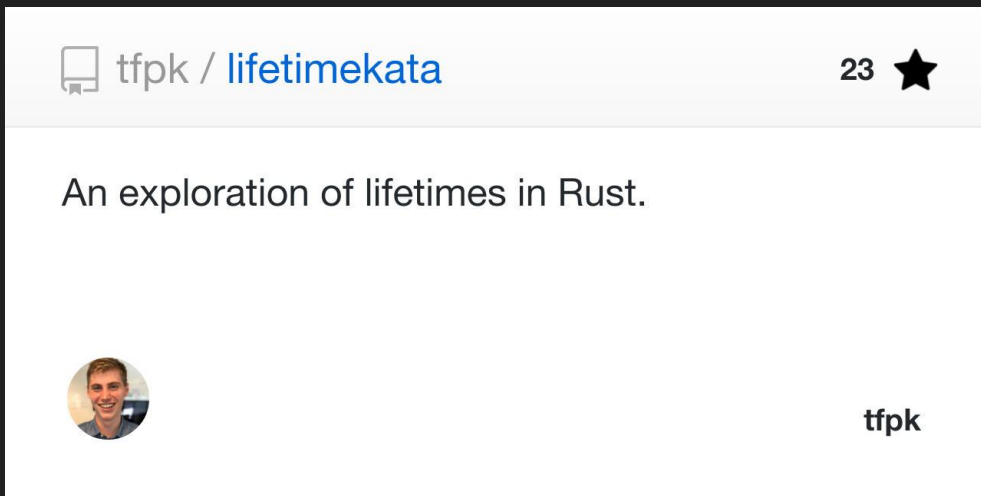 tfpk / lifetimekata 23
An exploration of lifetimes in Rust.
tfpk